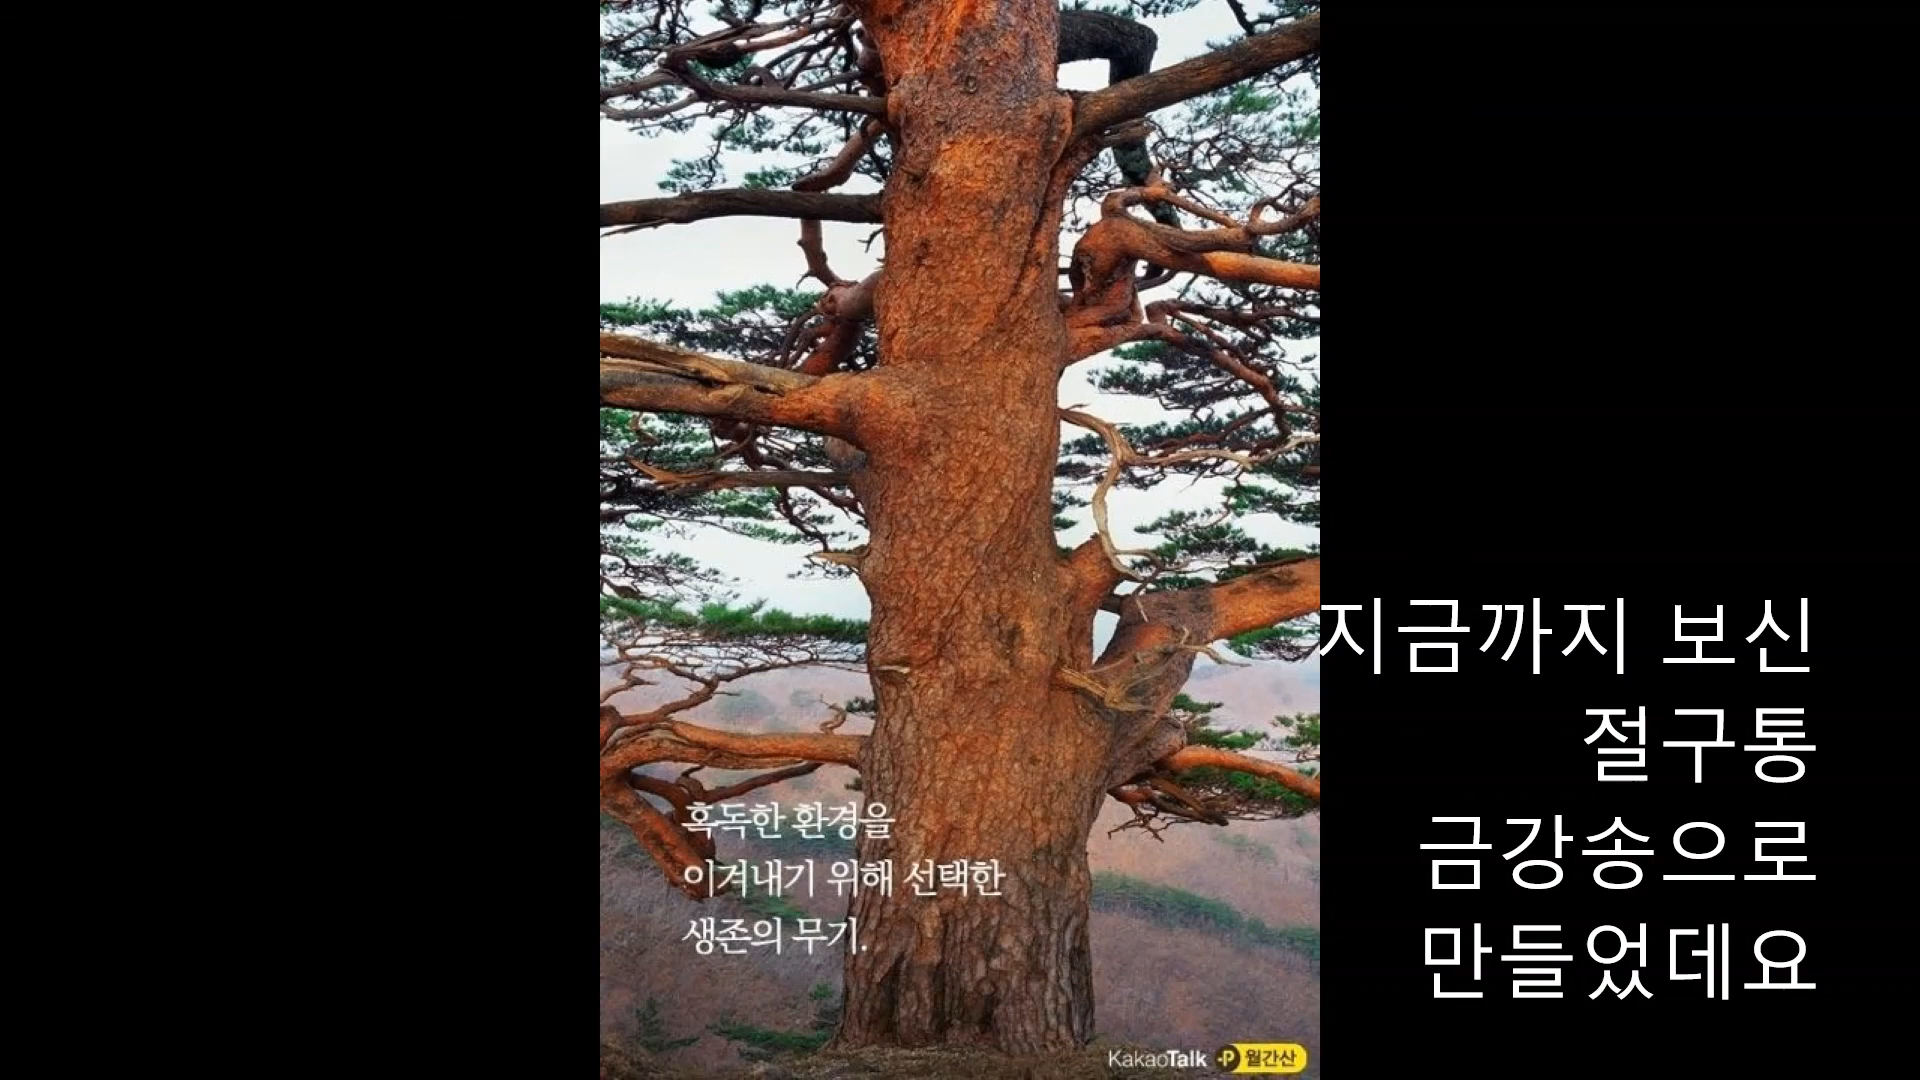 혹독한 환경을
이겨내기 위해 선택한
생존의 무기.
KakaoTalk P 월간산
지금까지 보신
절구통
금강송으로
만들었데요